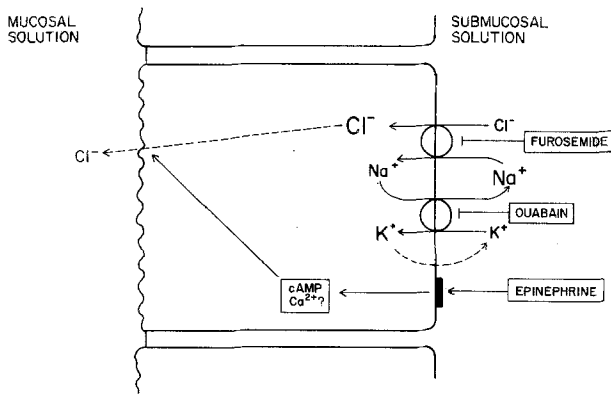 MUCOSAL
SOLUTION
SUBMUCOSAL
SOLUTION
Cl⁻
Cl⁻
Cl⁻
FUROSEMIDE
Na⁺
Na⁺
OUABAIN
K⁺
K⁺
cAMP
Ca²⁺?
EPINEPHRINE